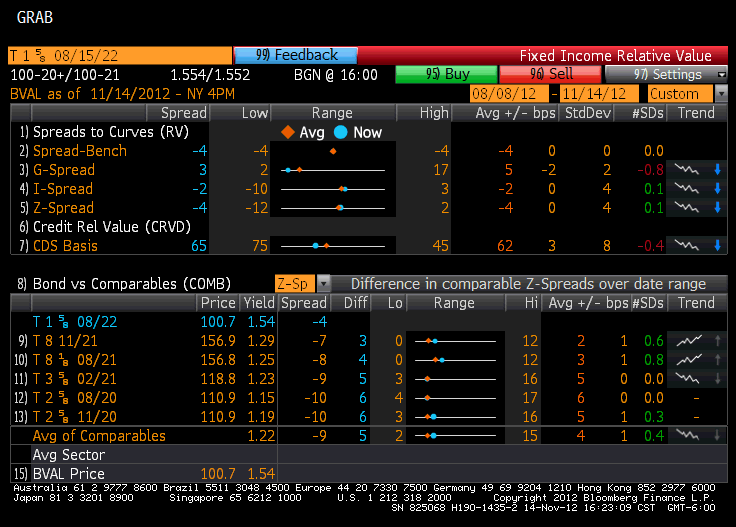 GRAB
T 1 ⅝ 08/15/22 99) Feedback Fixed Income Relative Value
100-20+/100-21 1.554/1.552 BGN @ 16:00 95) Buy 96) Sell 97) Settings
BVAL as of 11/14/2012 - NY 4PM 08/08/12 - 11/14/12 Custom
Spread Low Range High Avg +/- bps StdDev #SDs Trend
1) Spreads to Curves (RV) Avg Now
2) Spread-Bench -4 -4 -4 -4 0 0 0.0
3) G-Spread 3 2 17 5 -2 2 -0.8
4) I-Spread -2 -10 3 -2 0 4 0.1
5) Z-Spread -4 -12 2 -4 0 4 0.1
6) Credit Rel Value (CRVD)
7) CDS Basis 65 75 45 62 3 8 -0.4
8) Bond vs Comparables (COMB) Z-Sp Difference in comparable Z-Spreads over date range
Price Yield Spread Diff Lo Range Hi Avg +/- bps #SDs Trend
T 1 ⅝ 08/22 100.7 1.54 -4
9) T 8 11/21 156.9 1.29 -7 3 0 12 2 1 0.6
10) T 8 ⅛ 08/21 156.8 1.25 -8 4 0 12 3 1 0.8
11) T 3 ⅝ 02/21 118.8 1.23 -9 5 3 16 5 0 0.0
12) T 2 ⅝ 08/20 110.9 1.15 -10 6 4 17 6 0 0.0 -
13) T 2 ⅝ 11/20 110.9 1.19 -10 6 3 16 5 1 0.3 -
Avg of Comparables 1.22 -9 5 2 15 4 1 0.4
Avg Sector
15) BVAL Price 100.7 1.54
Australia 61 2 9777 8600 Brazil 5511 3048 4500 Europe 44 20 7330 7500 Germany 49 69 9204 1210 Hong Kong 852 2977 6000
Japan 81 3 3201 8900 Singapore 65 6212 1000 U.S. 1 212 318 2000 Copyright 2012 Bloomberg Finance L.P.
SN 825068 H190-1435-2 14-Nov-12 16:23:09 CST GMT-6:00